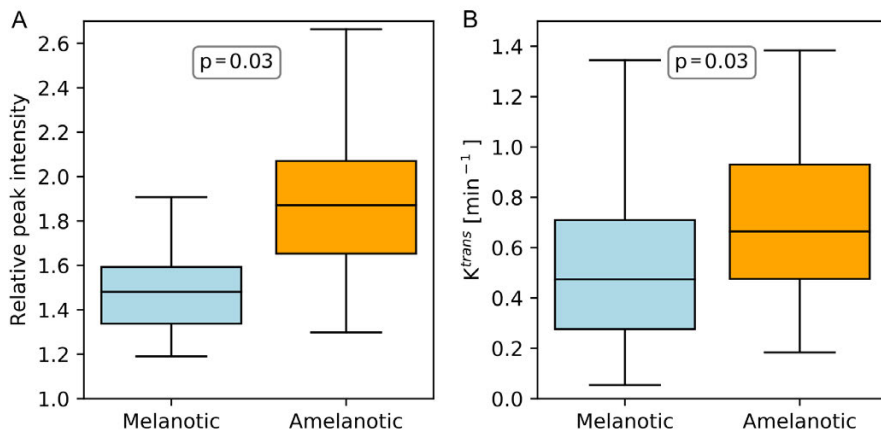 A
Relative peak intensity
2.6
2.4
2.2
2.0
1.8
1.6
1.4
1.2
1.0
p=0.03
Melanotic
Amelanotic
B
K^trans [min⁻¹]
1.4
1.2
1.0
0.8
0.6
0.4
0.2
0.0
p=0.03
Melanotic
Amelanotic